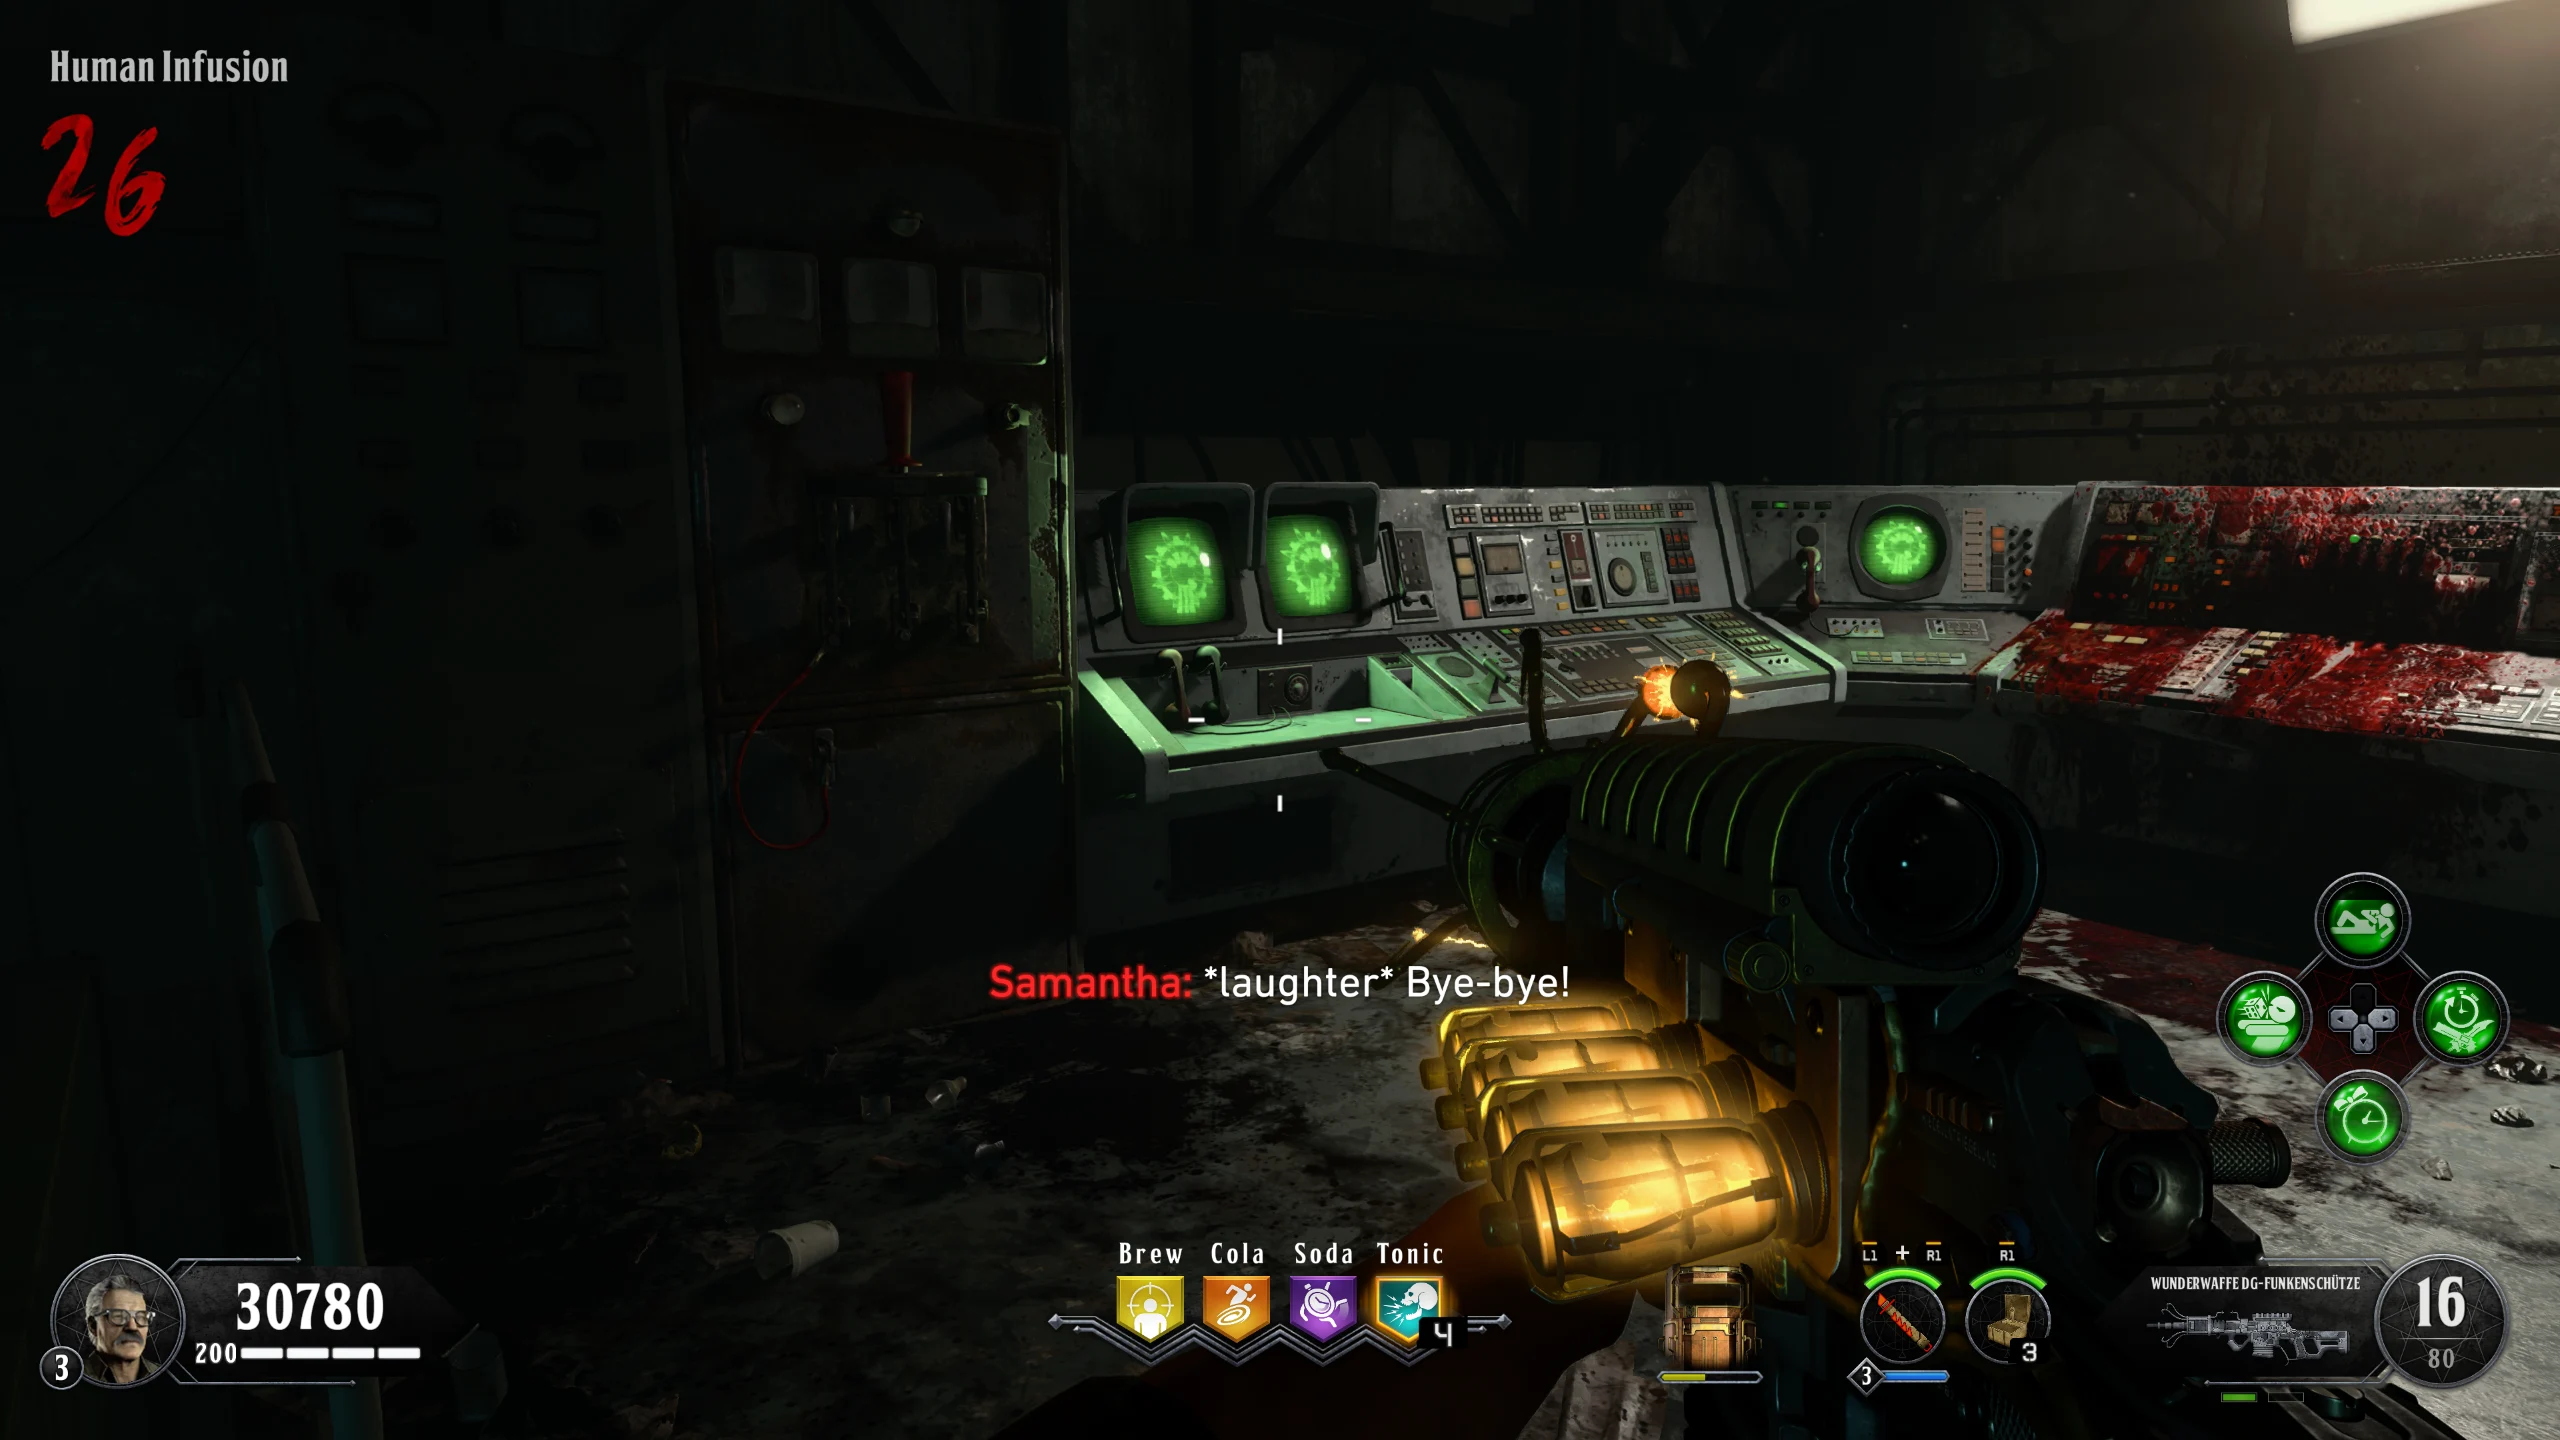 Human Infusion
26
Samantha: *laughter* Bye-bye!
Brew Cola Soda Tonic
4
L1 + R1
R1
3
3
WUNDERWAFFE DG-FUNKENSCHÜTZE
16
80
30780
200
3